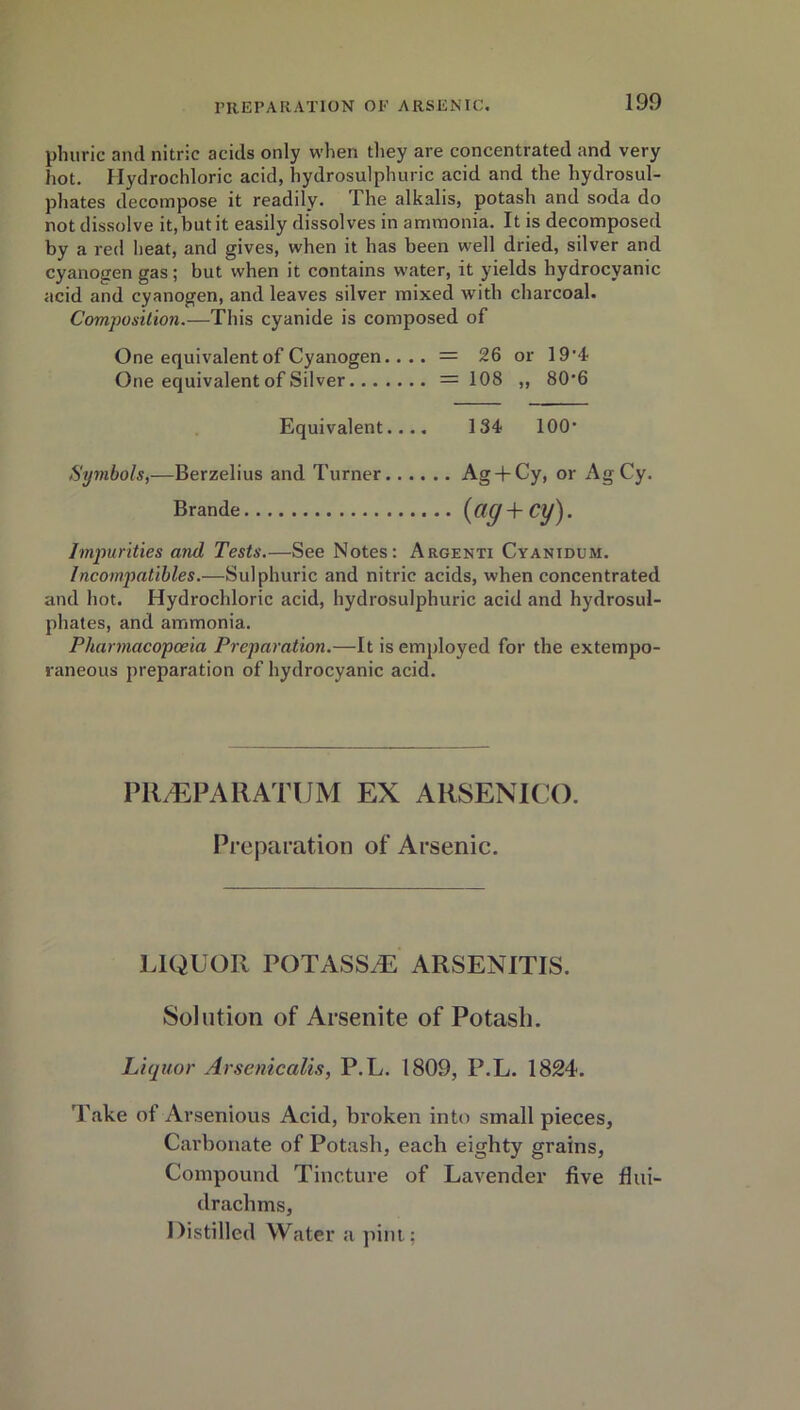 PREPARATION OF ARSENIC. 199
phuric and nitric acids only when they are concentrated and very
hot. Hydrochloric acid, hydrosulphuric acid and the hydrosul-
phates decompose it readily. The alkalis, potash and soda do
not dissolve it, but it easily dissolves in ammonia. It is decomposed
by a red heat, and gives, when it has been well dried, silver and
cyanogen gas; but when it contains water, it yields hydrocyanic
acid and cyanogen, and leaves silver mixed with charcoal.
Composition.—This cyanide is composed of
One equivalent of Cyanogen.... = 26 or 19·4
One equivalent of Silver....... = 108 „ 80·6
Equivalent.... 134 100·
Symbols,—Berzelius and Turner...... Ag + Cy, or Ag Cy.
Brande.................... (ag + cy).
Impurities and Tests.—See Notes: Argenti Cyanidum.
Incompatibles.—Sulphuric and nitric acids, when concentrated
and hot. Hydrochloric acid, hydrosulphuric acid and hydrosul-
phates, and ammonia.
Pharmacopœia Preparation.—It is employed for the extempo-
raneous preparation of hydrocyanic acid.
PRÆPARATUM EX ARSENICO.
Preparation of Arsenic.
LIQUOR POTASSÆ ARSENITIS.
Solution of Arsenite of Potash.
Liquor Arsenicalis, P.L. 1809, P.L. 1824.
Take of Arsenious Acid, broken into small pieces,
Carbonate of Potash, each eighty grains,
Compound Tincture of Lavender five flui-
drachms,
Distilled Water a pint: